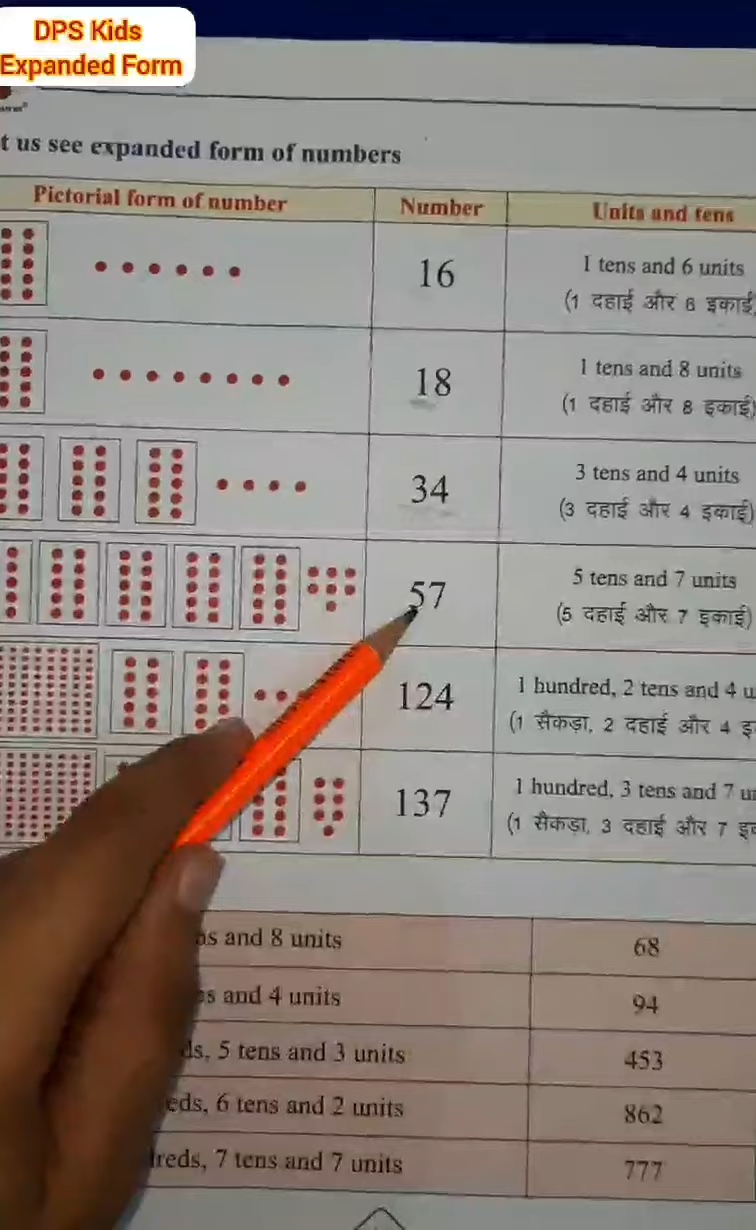 DPS Kids
Expanded Form
t us see expanded form of numbers
Pictorial form of number Number Units and tens
16 1 tens and 6 units
(1 दहाई और 6 इकाई
18 1 tens and 8 units
(1 दहाई और 8 इकाई)
34 3 tens and 4 units
(3 दहाई और 4 इकाई)
57 5 tens and 7 units
(5 दहाई और 7 इकाई)
124 1 hundred, 2 tens and 4 u
(1 सैकड़ा, 2 दहाई और 4 इ
137 1 hundred, 3 tens and 7 u
(1 सैकड़ा, 3 दहाई और 7 इ
and 8 units 68
and 4 units 94
ds, 5 tens and 3 units 453
eds, 6 tens and 2 units 862
reds, 7 tens and 7 units 777